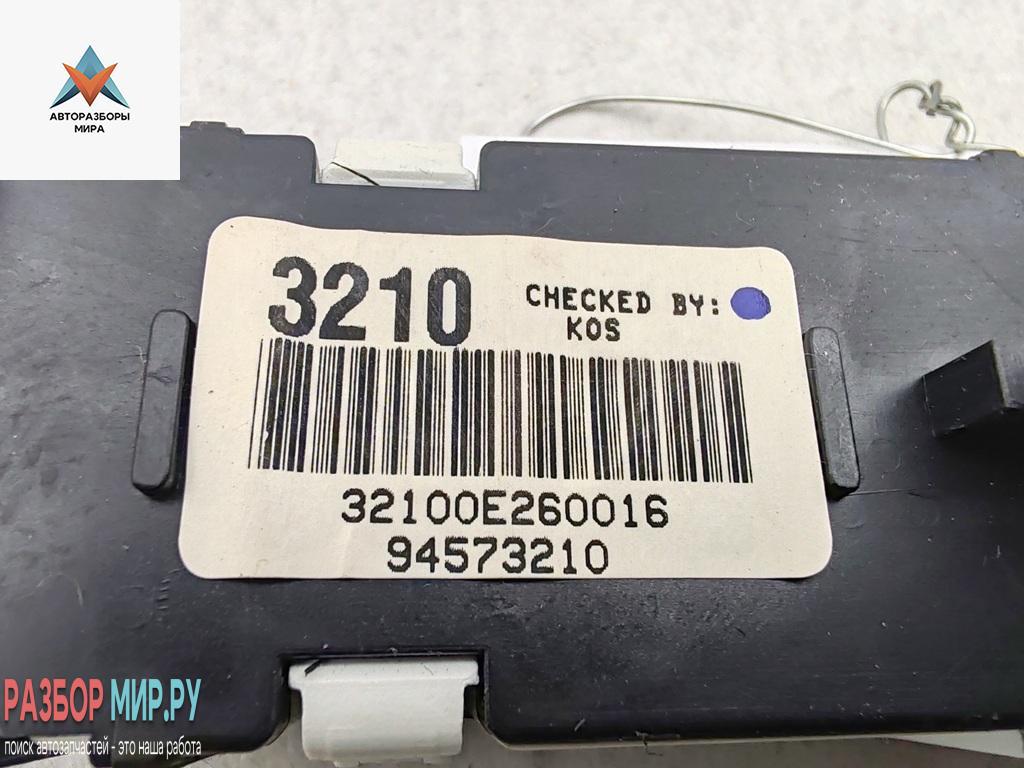 АВТОРАЗБОРЫ
МИРА
3210
CHECKED BY:
KOS
32100E260016
94573210
РАЗБОР МИР.РУ
поиск автозапчастей - это наша работа